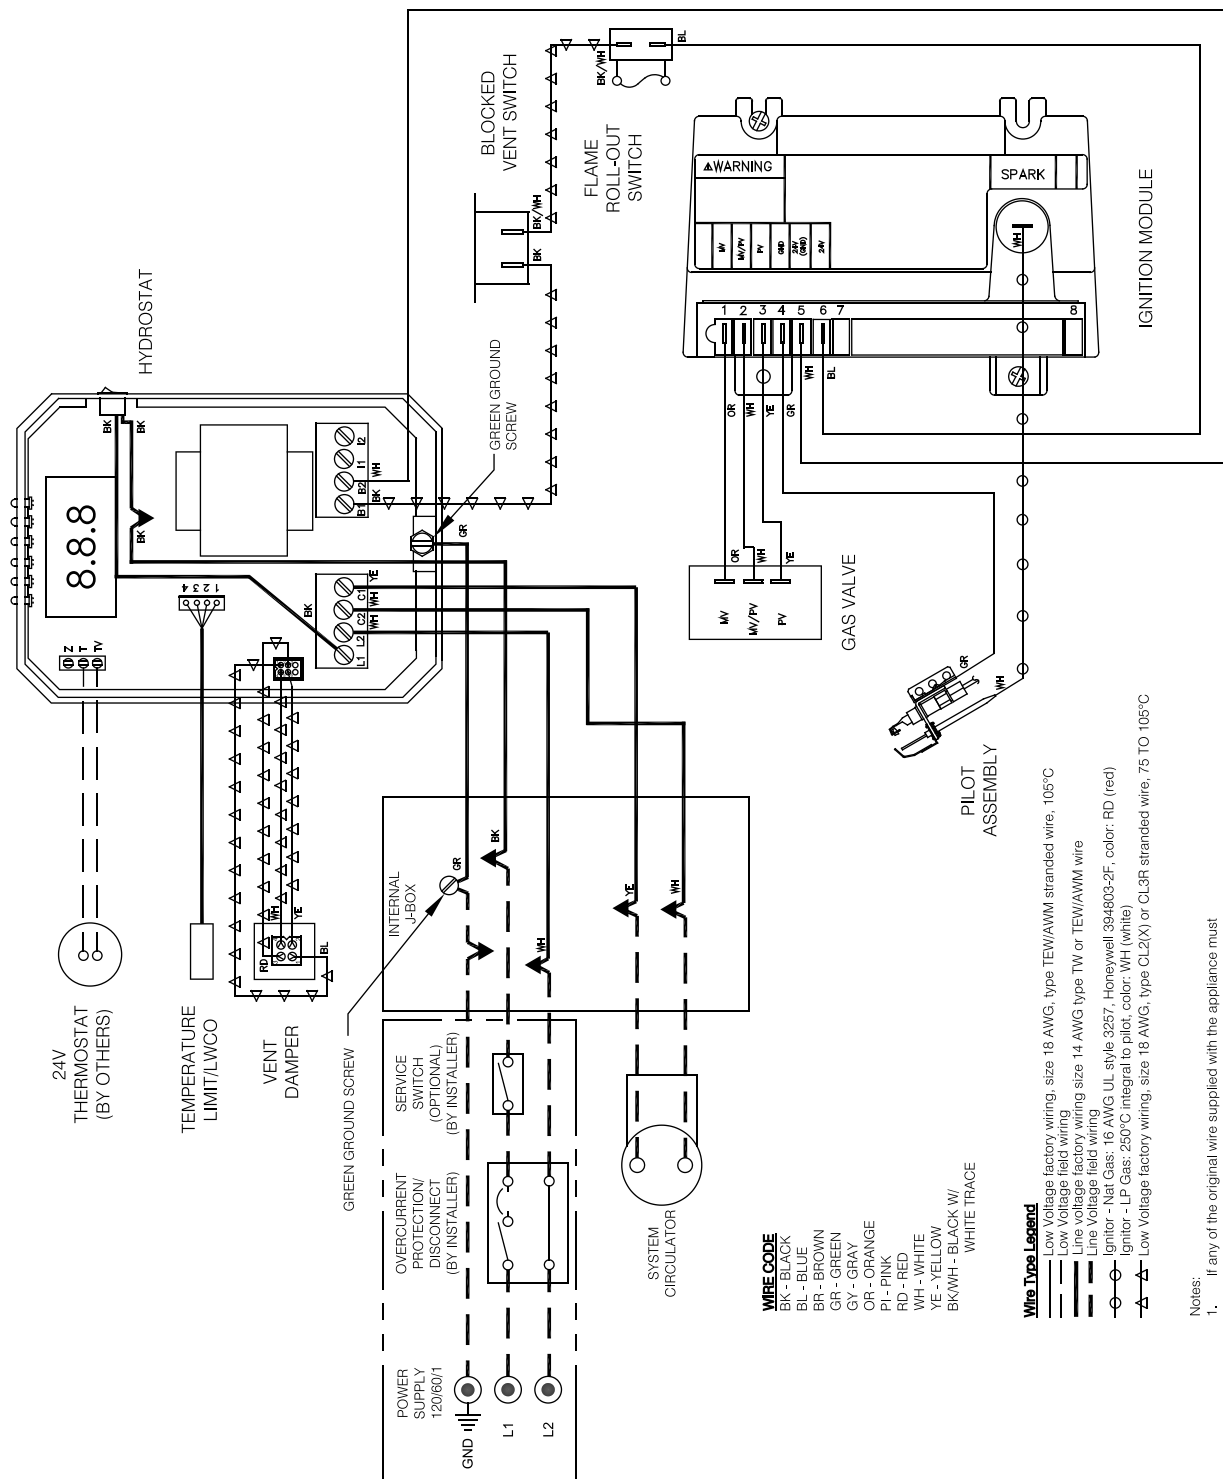 HYDROSTAT
8.8.8
BK
BK
BK
Z
T
TV
1 2 3 4
BK
L1
L2
C2
C1
WH
WH
YE
B1
B2
I1
I2
BK
WH
GR
GREEN GROUND
SCREW
BLOCKED
VENT SWITCH
BK
BK/WH
FLAME
ROLL-OUT
SWITCH
BK/WH
BL
IGNITION MODULE
WARNING
SPARK
MV
MV/PV
PV
GND
24V
(GND)
24V
WH
1
2
3
4
5
6
7
8
OR
WH
YE
GR
WH
BL
GAS VALVE
MV
MV/PV
PV
OR
WH
YE
PILOT
ASSEMBLY
GR
WH
24V
THERMOSTAT
(BY OTHERS)
TEMPERATURE
LIMIT/LWCO
VENT
DAMPER
RD
WH
YE
BL
GREEN GROUND SCREW
INTERNAL
J-BOX
GR
BK
WH
YE
WH
SERVICE
SWITCH
(OPTIONAL)
(BY INSTALLER)
OVERCURRENT
PROTECTION/
DISCONNECT
(BY INSTALLER)
POWER
SUPPLY
120/60/1
GND
L1
L2
SYSTEM
CIRCULATOR
WIRE CODE
BK - BLACK
BL - BLUE
BR - BROWN
GR - GREEN
GY - GRAY
OR - ORANGE
PI - PINK
RD - RED
WH - WHITE
YE - YELLOW
BK/WH - BLACK W/
WHITE TRACE
Wire Type Legend
Low Voltage factory wiring, size 18 AWG, type TEW/AWM stranded wire, 105°C
Low Voltage field wiring
Line voltage factory wiring size 14 AWG type TW or TEW/AWM wire
Line Voltage field wiring
Ignitor - Nat Gas: 16 AWG UL style 3257, Honeywell 394803-2F, color: RD (red)
Ignitor - LP Gas: 250°C integral to pilot, color: WH (white)
Low Voltage factory wiring, size 18 AWG, type CL2(X) or CL3R stranded wire, 75 TO 105°C
Notes:
1. If any of the original wire supplied with the appliance must